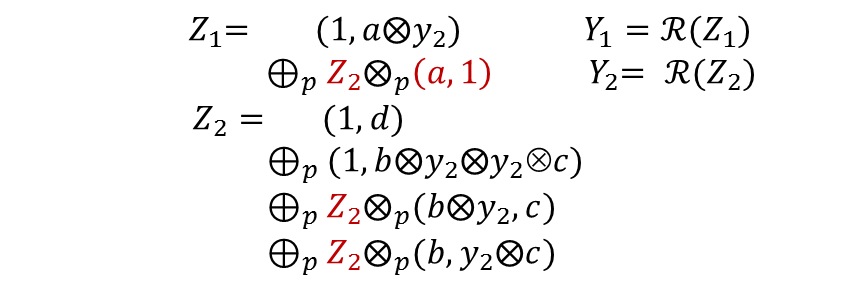 Z₁= (1, a⊗y₂) Y₁ = ℛ(Z₁)
⊕ₚ Z₂⊗ₚ(a, 1) Y₂= ℛ(Z₂)
Z₂ = (1, d)
⊕ₚ (1, b⊗y₂⊗y₂⊗c)
⊕ₚ Z₂⊗ₚ(b⊗y₂, c)
⊕ₚ Z₂⊗ₚ(b, y₂⊗c)